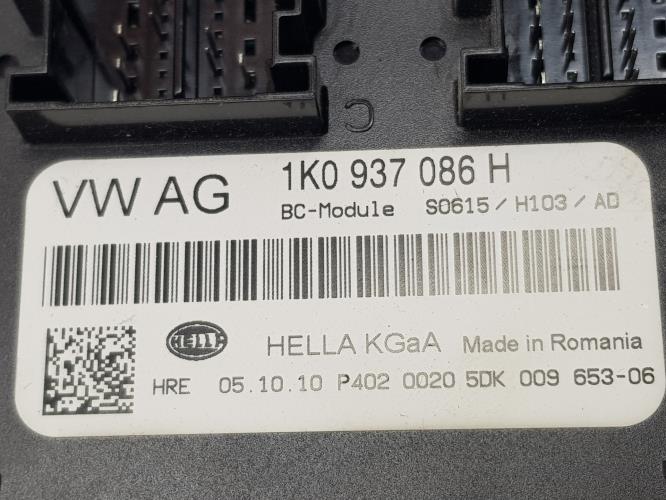 C
VW AG 1K0 937 086 H
BC-Module S0615 / H103 / AD
HELLA HELLA KGaA Made in Romania
HRE 05.10.10 P402 0020 5DK 009 653-06